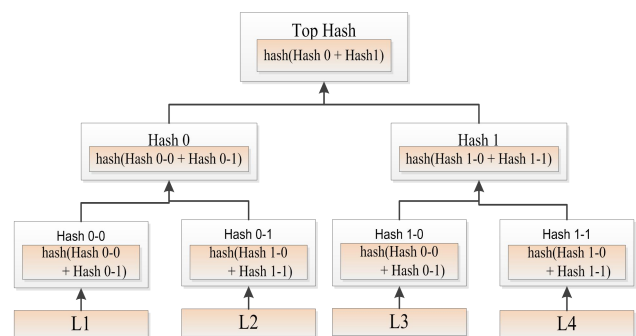 Top Hash
hash(Hash 0 + Hash1)
Hash 0
hash(Hash 0-0 + Hash 0-1)
Hash 1
hash(Hash 1-0 + Hash 1-1)
Hash 0-0
hash(Hash 0-0
+ Hash 0-1)
Hash 0-1
hash(Hash 1-0
+ Hash 1-1)
Hash 1-0
hash(Hash 0-0
+ Hash 0-1)
Hash 1-1
hash(Hash 1-0
+ Hash 1-1)
L1
L2
L3
L4